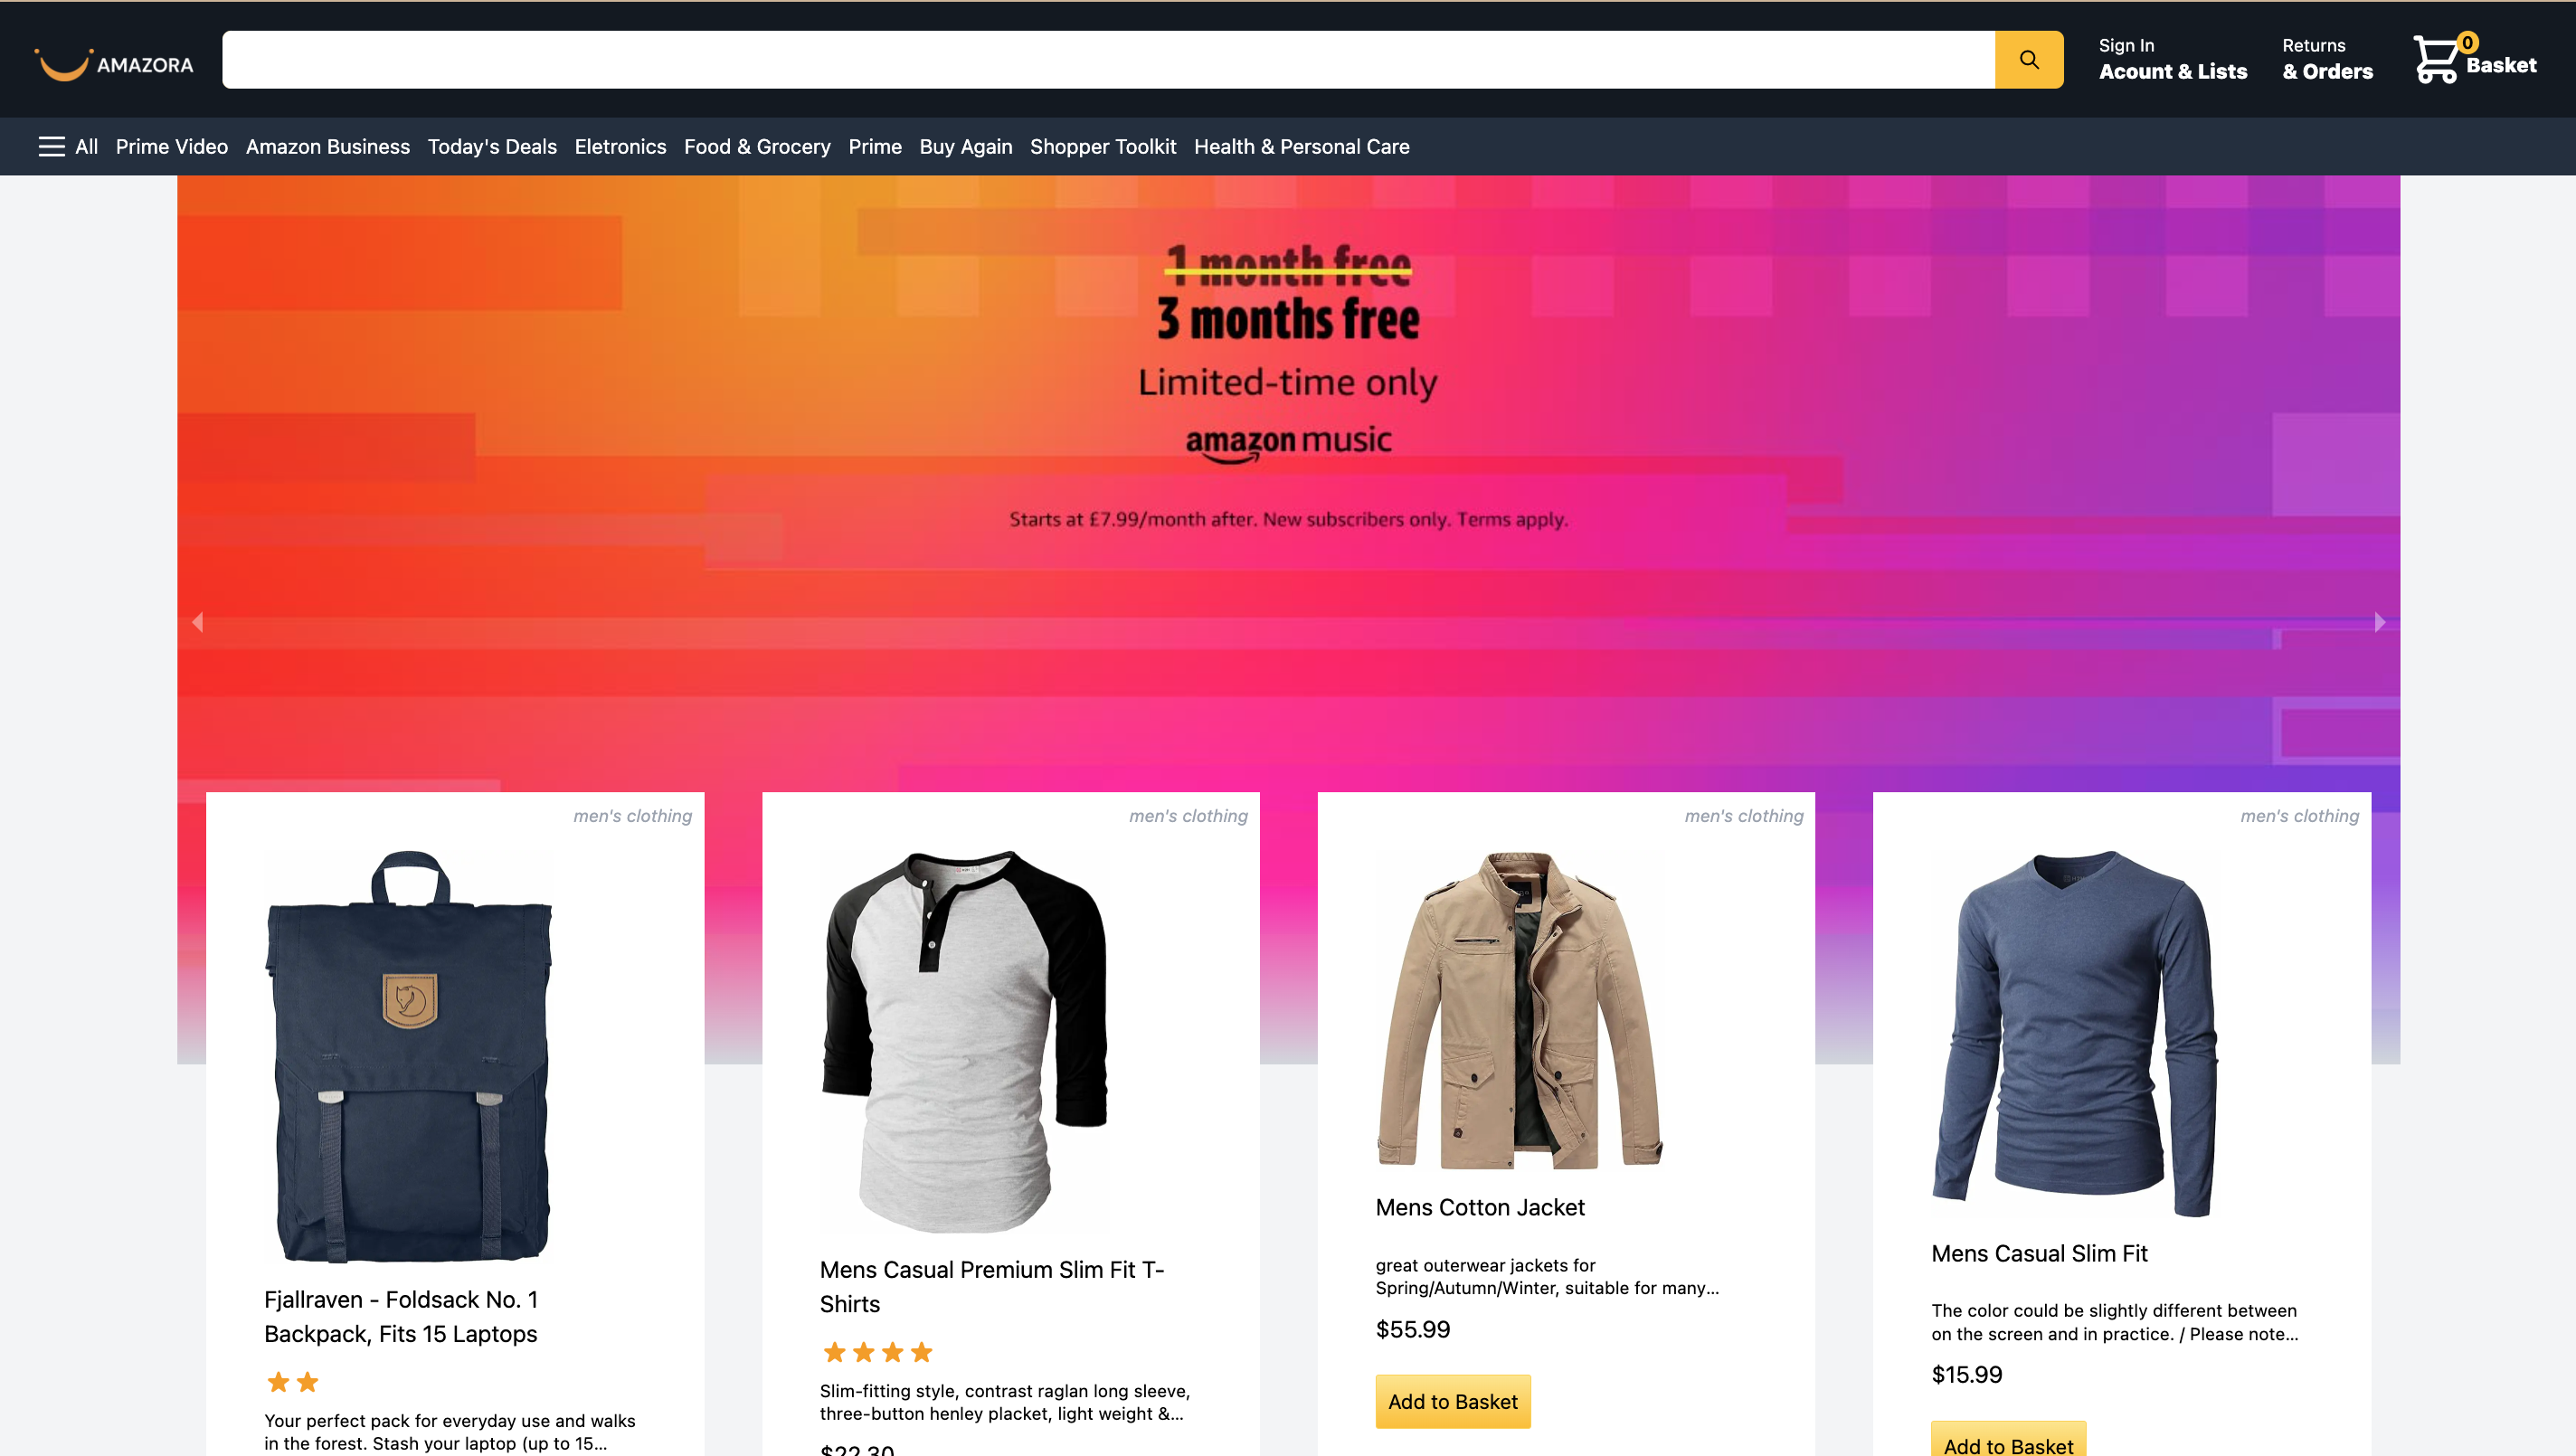 AMAZORA
Sign In
Acount & Lists
Returns
& Orders
0
Basket
All Prime Video Amazon Business Today's Deals Eletronics Food & Grocery Prime Buy Again Shopper Toolkit Health & Personal Care
1 month free
3 months free
Limited-time only
amazon music
Starts at £7.99/month after. New subscribers only. Terms apply.
men's clothing
Fjallraven - Foldsack No. 1
Backpack, Fits 15 Laptops
Your perfect pack for everyday use and walks
in the forest. Stash your laptop (up to 15...
men's clothing
Mens Casual Premium Slim Fit T-
Shirts
Slim-fitting style, contrast raglan long sleeve,
three-button henley placket, light weight &...
$22.30
men's clothing
Mens Cotton Jacket
great outerwear jackets for
Spring/Autumn/Winter, suitable for many...
$55.99
Add to Basket
men's clothing
Mens Casual Slim Fit
The color could be slightly different between
on the screen and in practice. / Please note...
$15.99
Add to Basket